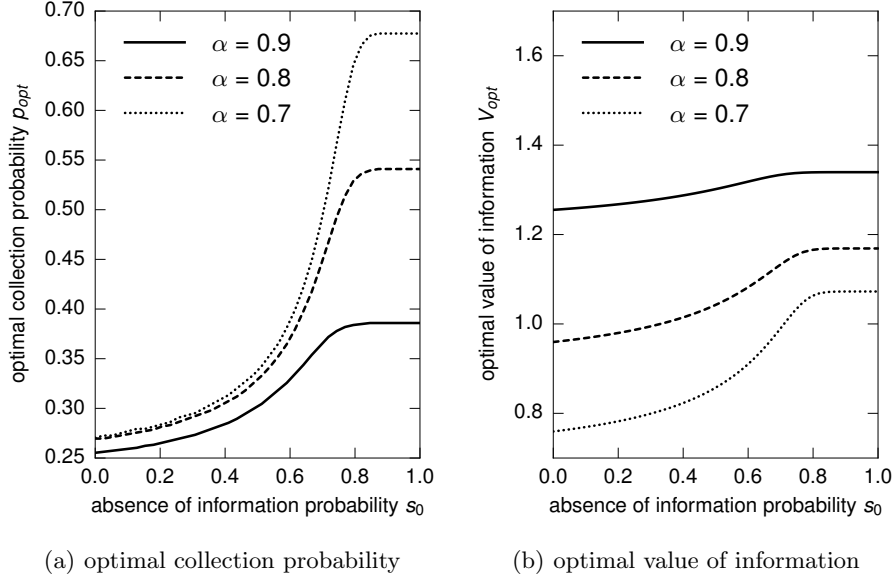 0.70
0.65
0.60
0.55
0.50
0.45
0.40
0.35
0.30
0.25
optimal collection probability p_opt
α = 0.9
α = 0.8
α = 0.7
0.0 0.2 0.4 0.6 0.8 1.0
absence of information probability s₀
(a) optimal collection probability
1.6
1.4
1.2
1.0
0.8
optimal value of information V_opt
α = 0.9
α = 0.8
α = 0.7
0.0 0.2 0.4 0.6 0.8 1.0
absence of information probability s₀
(b) optimal value of information